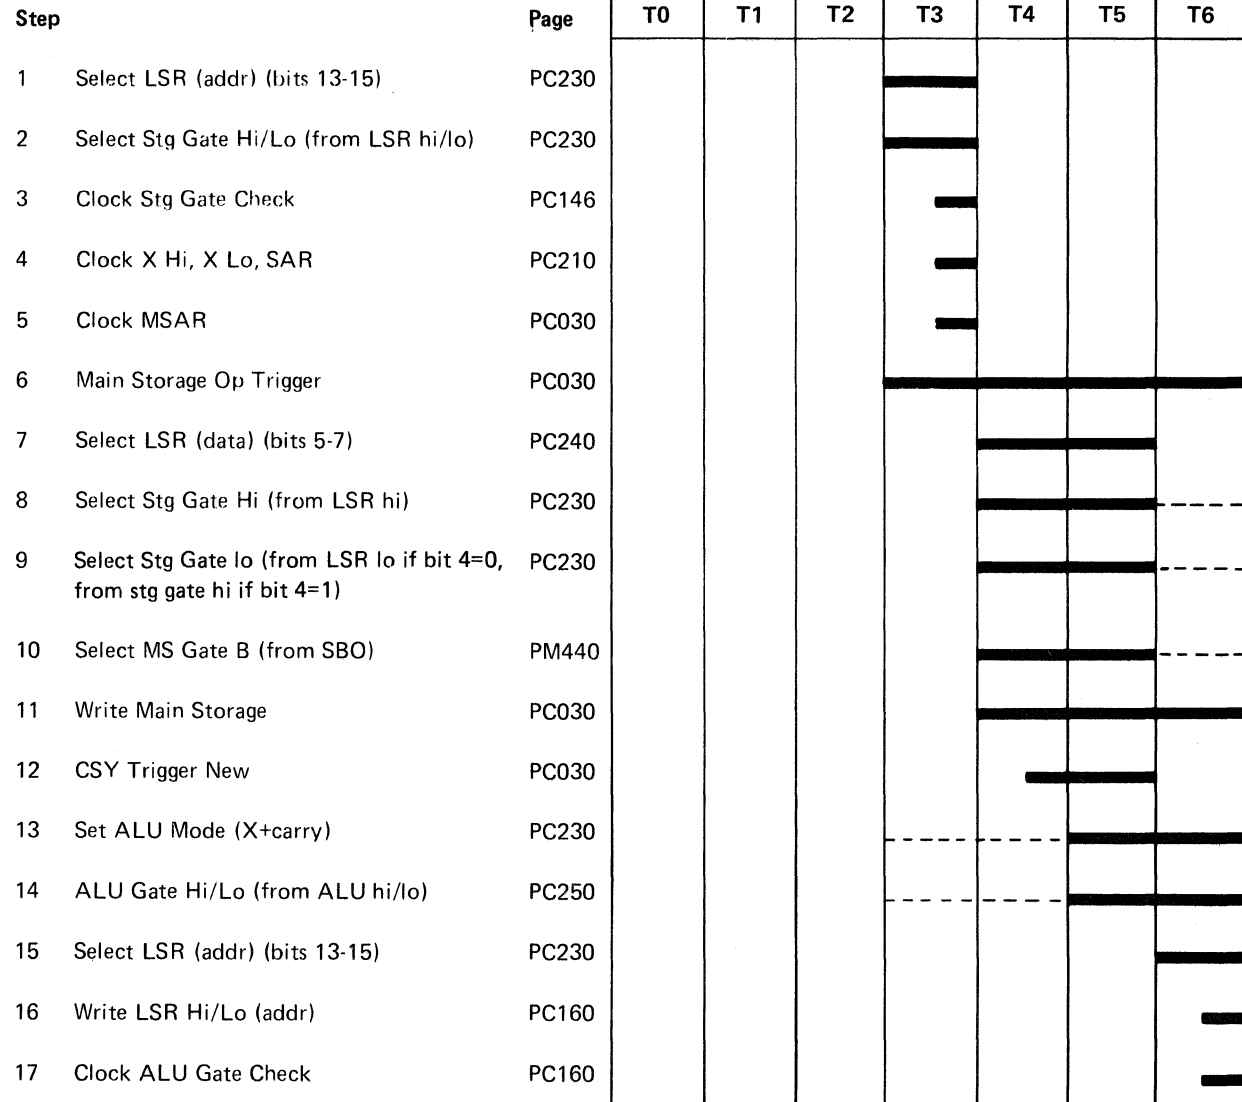 Step Page T0 T1 T2 T3 T4 T5 T6
1 Select LSR (addr) (bits 13-15) PC230
2 Select Stg Gate Hi/Lo (from LSR hi/lo) PC230
3 Clock Stg Gate Check PC146
4 Clock X Hi, X Lo, SAR PC210
5 Clock MSAR PC030
6 Main Storage Op Trigger PC030
7 Select LSR (data) (bits 5-7) PC240
8 Select Stg Gate Hi (from LSR hi) PC230
9 Select Stg Gate lo (from LSR lo if bit 4=0, PC230
from stg gate hi if bit 4=1)
10 Select MS Gate B (from SBO) PM440
11 Write Main Storage PC030
12 CSY Trigger New PC030
13 Set ALU Mode (X+carry) PC230
14 ALU Gate Hi/Lo (from ALU hi/lo) PC250
15 Select LSR (addr) (bits 13-15) PC230
16 Write LSR Hi/Lo (addr) PC160
17 Clock ALU Gate Check PC160